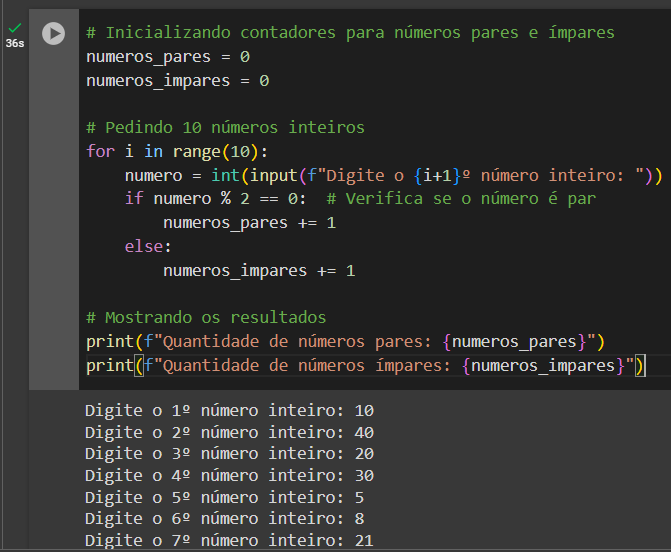 36s
# Inicializando contadores para números pares e ímpares
numeros_pares = 0
numeros_impares = 0
# Pedindo 10 números inteiros
for i in range(10):
    numero = int(input(f"Digite o {i+1}º número inteiro: "))
    if numero % 2 == 0:  # Verifica se o número é par
        numeros_pares += 1
    else:
        numeros_impares += 1
# Mostrando os resultados
print(f"Quantidade de números pares: {numeros_pares}")
print(f"Quantidade de números ímpares: {numeros_impares}")
Digite o 1º número inteiro: 10
Digite o 2º número inteiro: 40
Digite o 3º número inteiro: 20
Digite o 4º número inteiro: 30
Digite o 5º número inteiro: 5
Digite o 6º número inteiro: 8
Digite o 7º número inteiro: 21